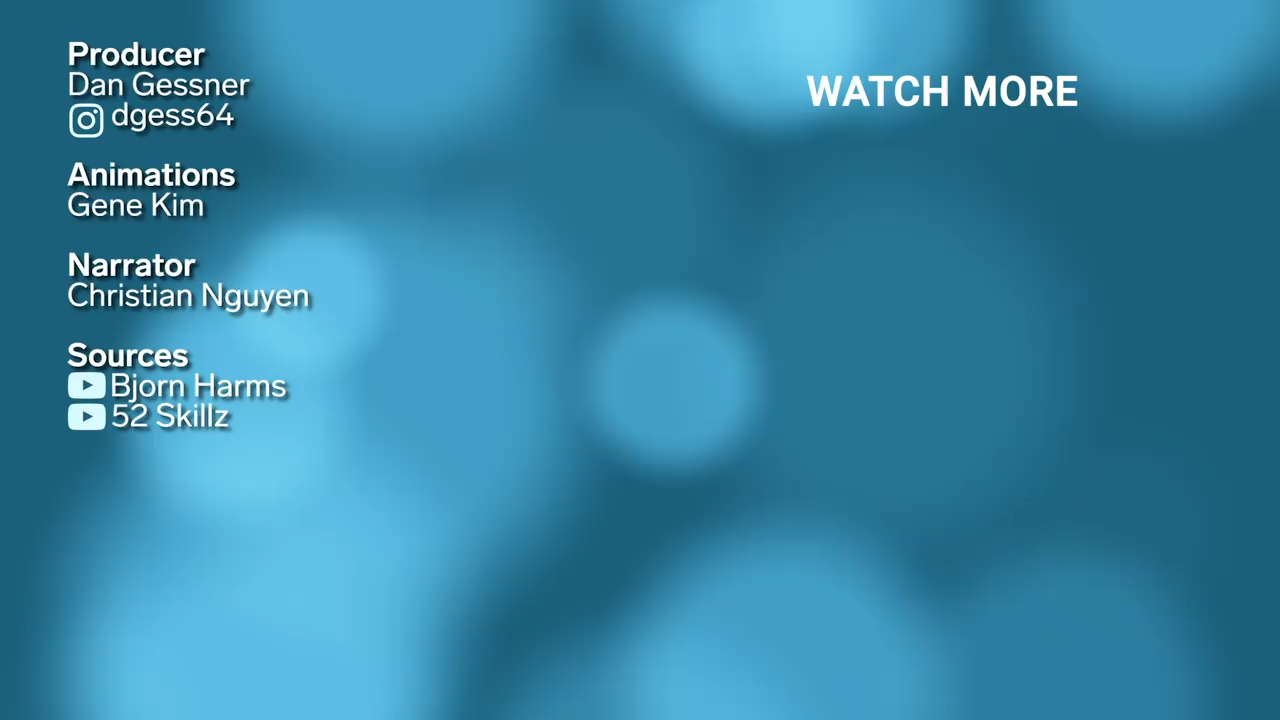 Producer
Dan Gessner
dgess64
Animations
Gene Kim
Narrator
Christian Nguyen
Sources
Bjorn Harms
52 Skillz
WATCH MORE